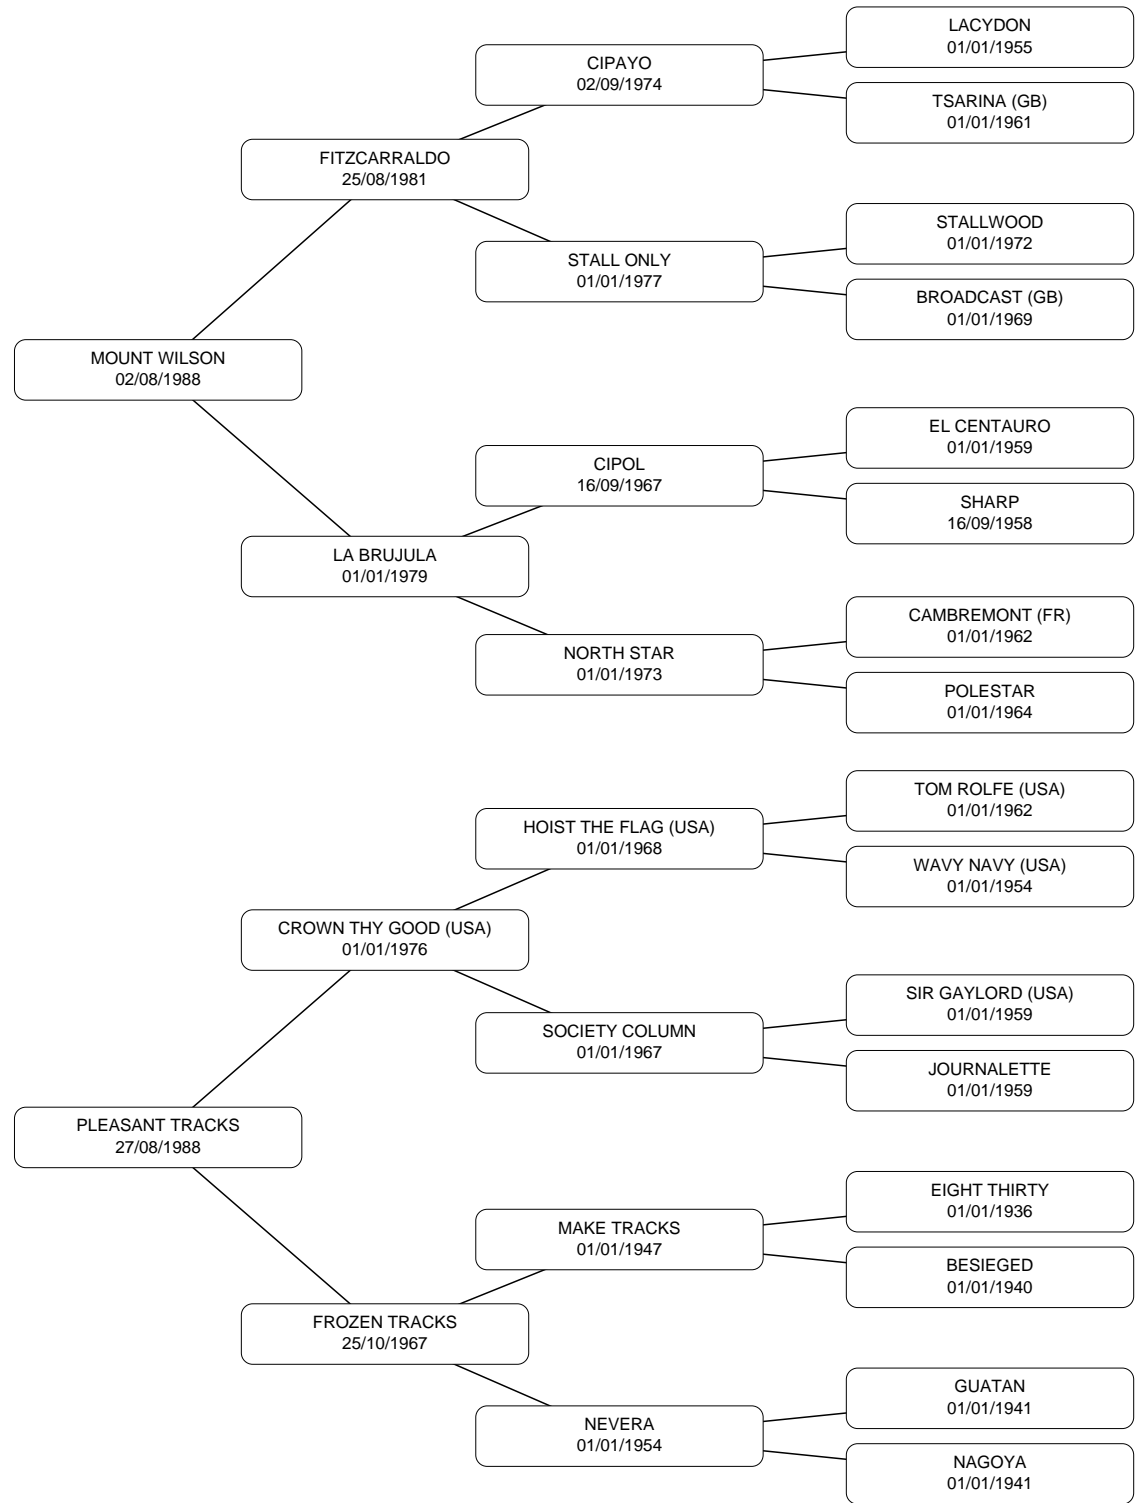 LACYDON
01/01/1955
CIPAYO
02/09/1974
TSARINA (GB)
01/01/1961
FITZCARRALDO
25/08/1981
STALLWOOD
01/01/1972
STALL ONLY
01/01/1977
BROADCAST (GB)
01/01/1969
MOUNT WILSON
02/08/1988
EL CENTAURO
01/01/1959
CIPOL
16/09/1967
SHARP
16/09/1958
LA BRUJULA
01/01/1979
CAMBREMONT (FR)
01/01/1962
NORTH STAR
01/01/1973
POLESTAR
01/01/1964
TOM ROLFE (USA)
01/01/1962
HOIST THE FLAG (USA)
01/01/1968
WAVY NAVY (USA)
01/01/1954
CROWN THY GOOD (USA)
01/01/1976
SIR GAYLORD (USA)
01/01/1959
SOCIETY COLUMN
01/01/1967
JOURNALETTE
01/01/1959
PLEASANT TRACKS
27/08/1988
EIGHT THIRTY
01/01/1936
MAKE TRACKS
01/01/1947
BESIEGED
01/01/1940
FROZEN TRACKS
25/10/1967
GUATAN
01/01/1941
NEVERA
01/01/1954
NAGOYA
01/01/1941